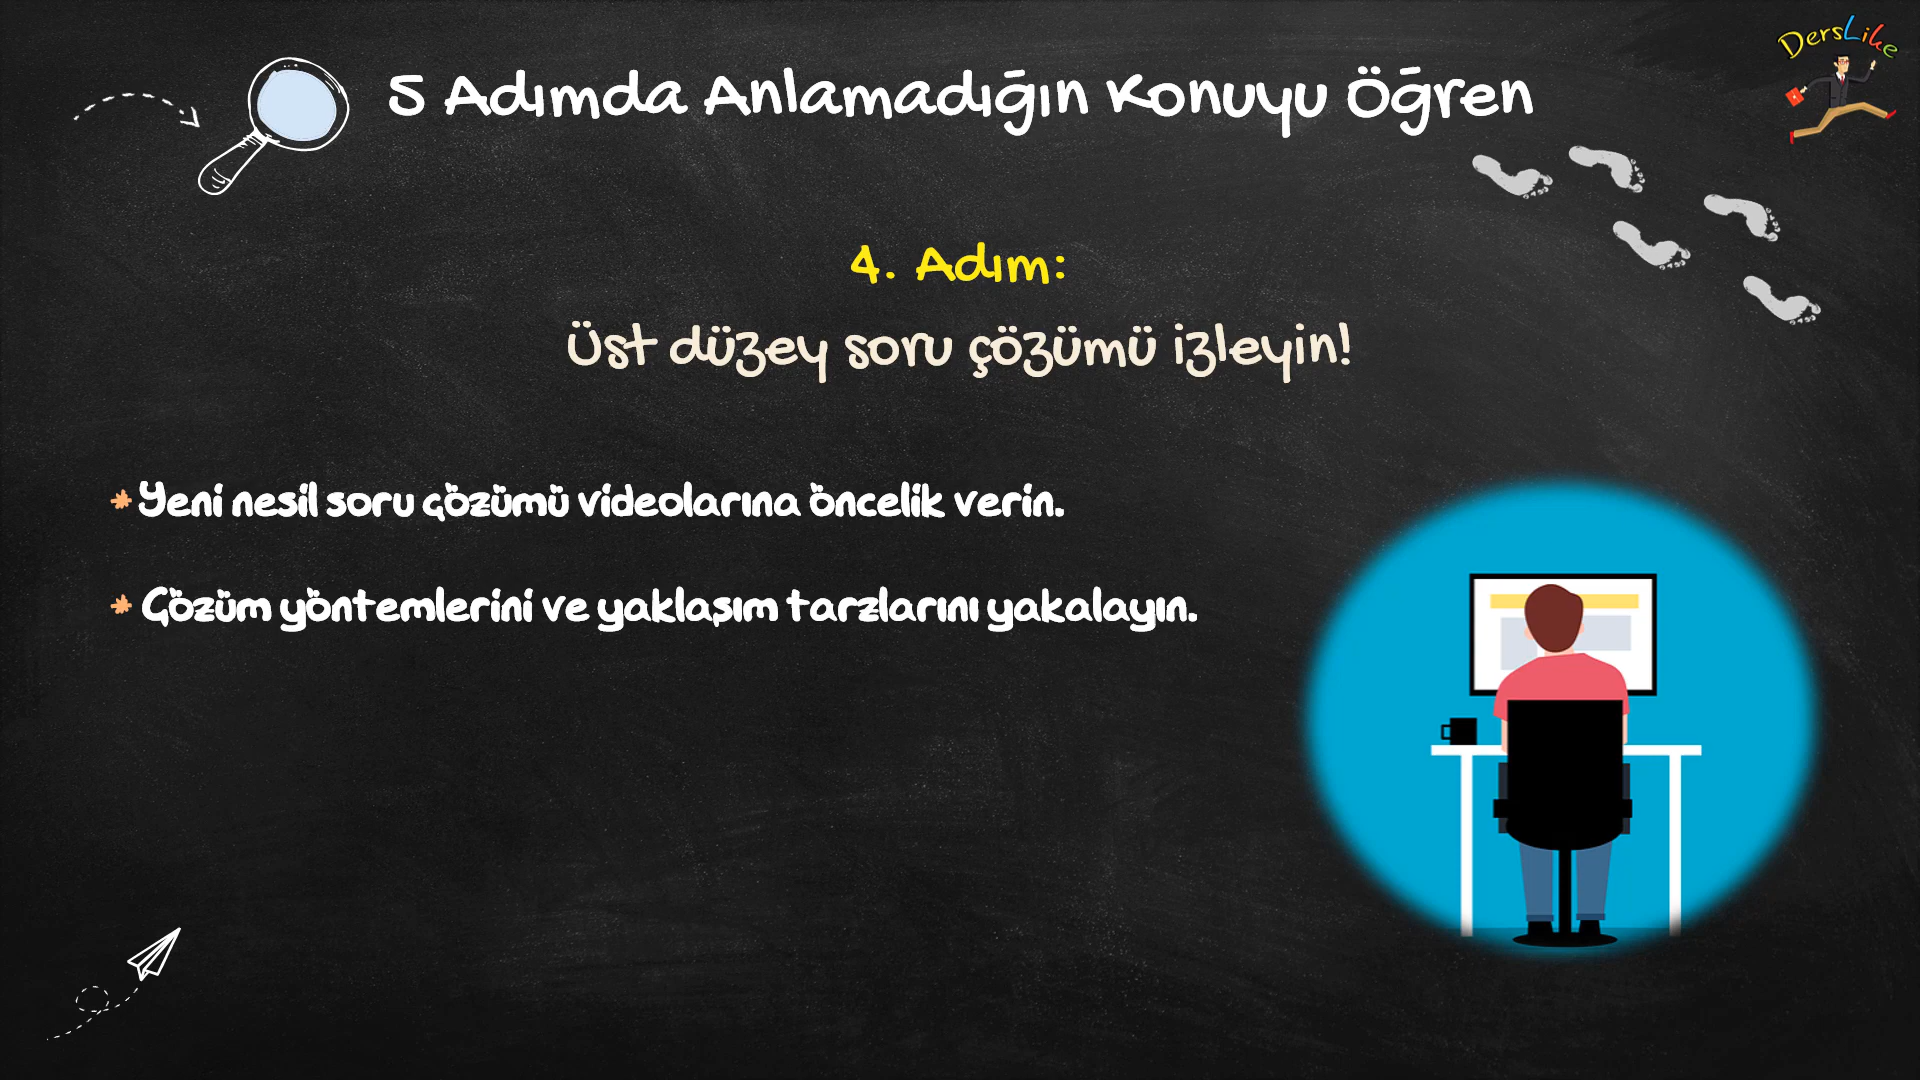 DersLike
5 Adımda Anlamadığın Konuyu Öğren
4. Adım:
Üst düzey soru çözümü izleyin!
* Yeni nesil soru çözümü videolarına öncelik verin.
* Çözüm yöntemlerini ve yaklaşım tarzlarını yakalayın.